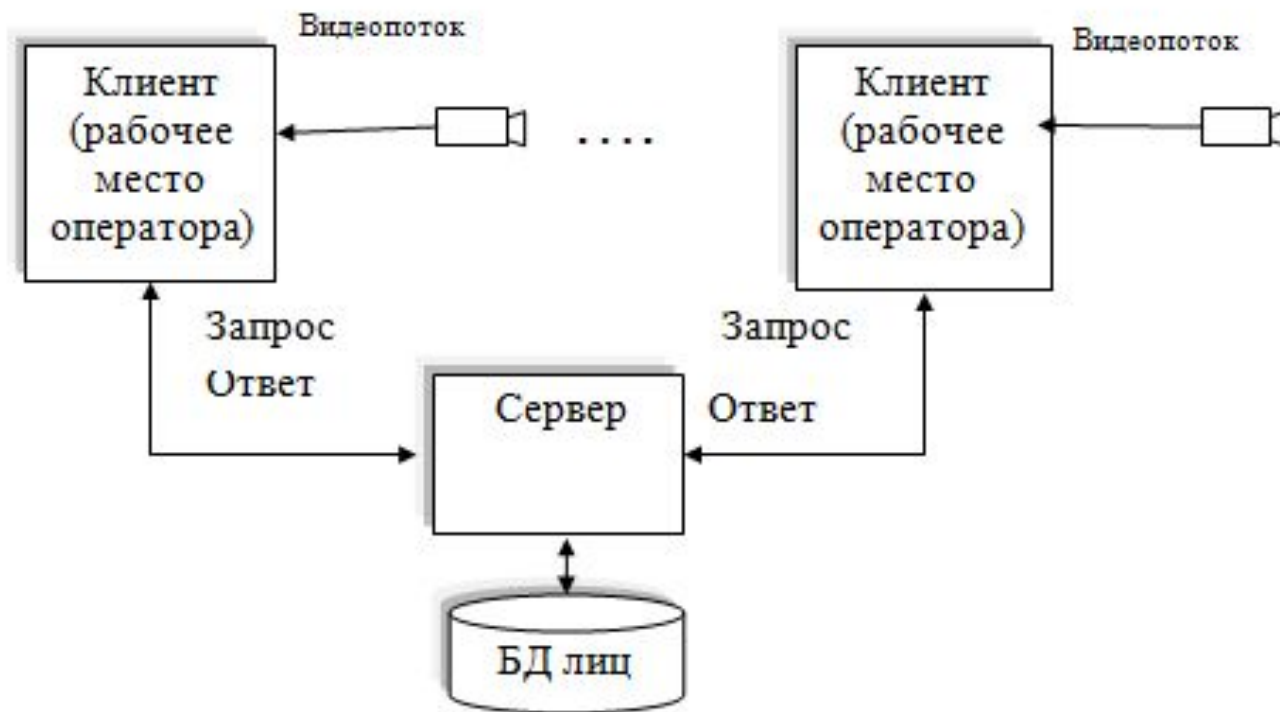 Видеопоток
Видеопоток
Клиент
(рабочее
место
оператора)
Клиент
(рабочее
место
оператора)
Запрос
Ответ
Запрос
Ответ
Сервер
БД лиц